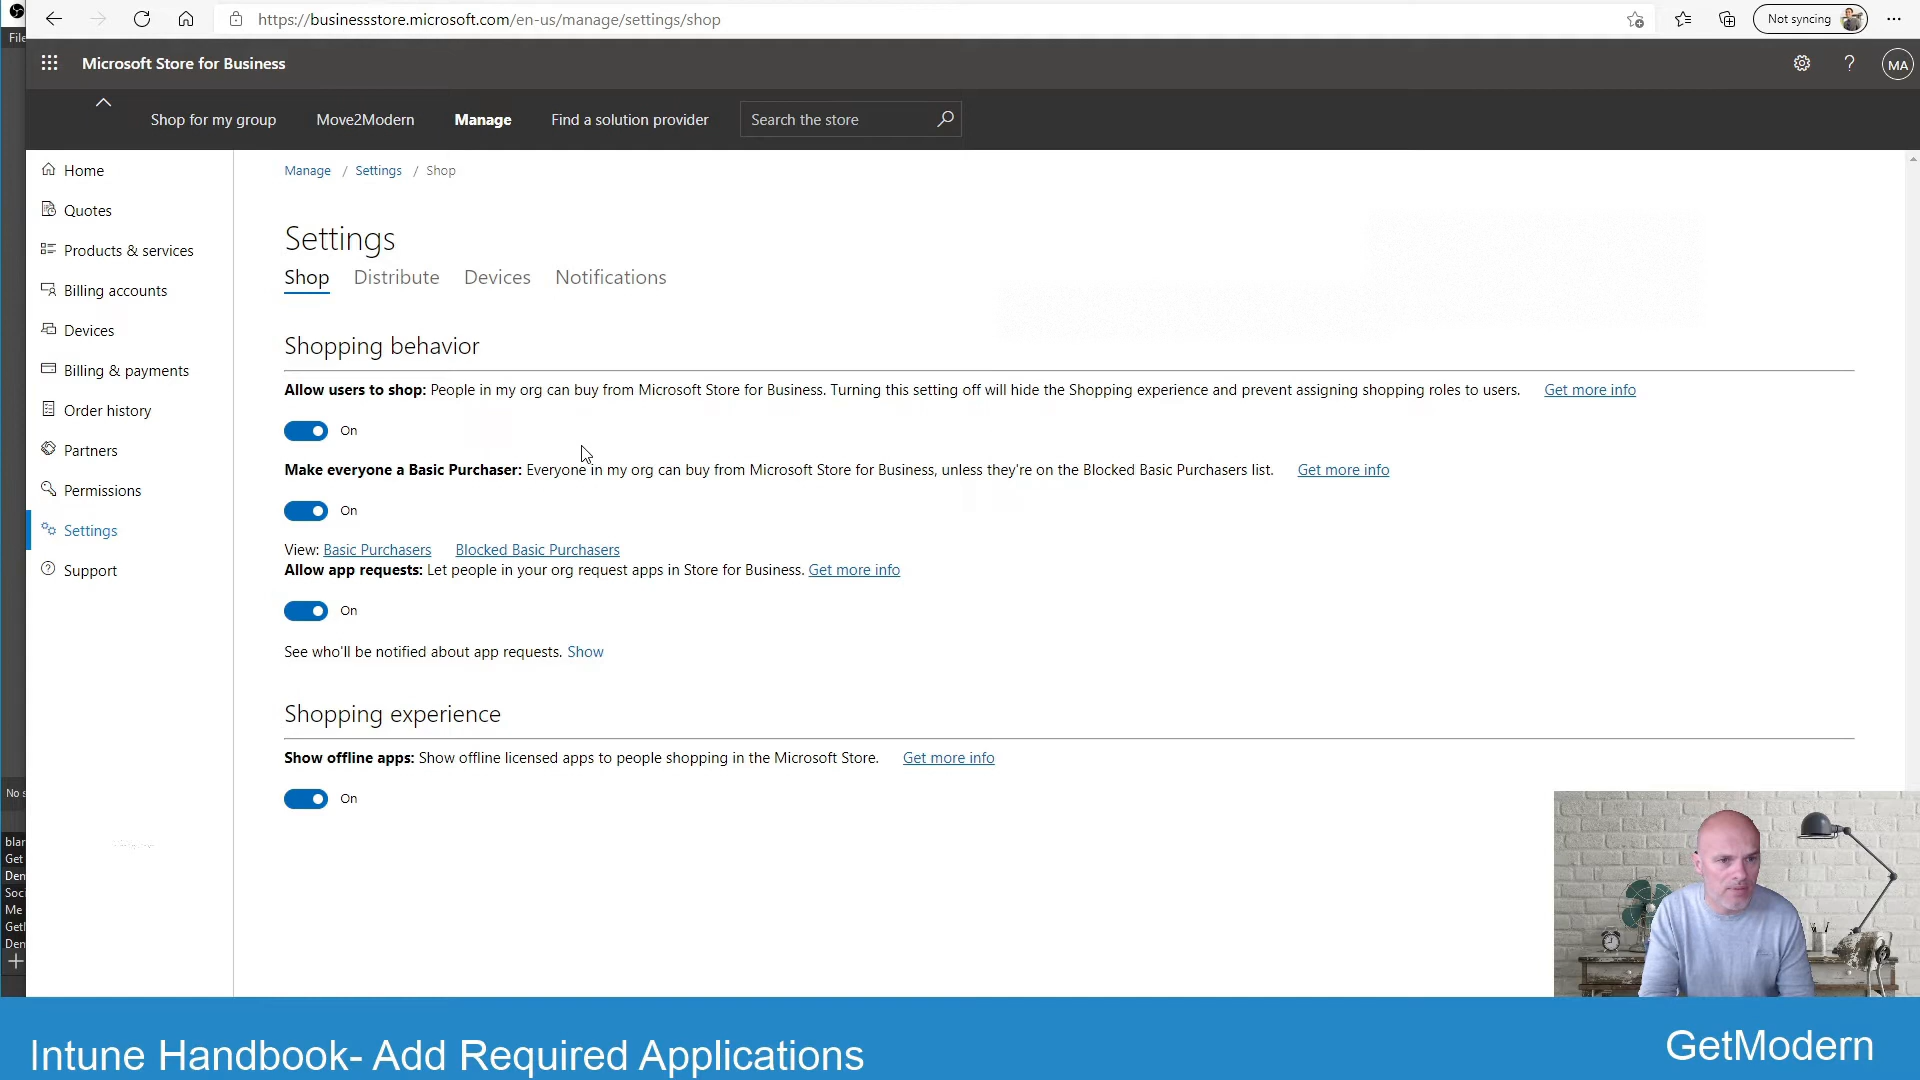 https://businessstore.microsoft.com/en-us/manage/settings/shop
Not syncing
File
Microsoft Store for Business
MA
Shop for my group
Move2Modern
Manage
Find a solution provider
Search the store
Home
Quotes
Products & services
Billing accounts
Devices
Billing & payments
Order history
Partners
Permissions
Settings
Support
Manage / Settings / Shop
Settings
Shop Distribute Devices Notifications
Shopping behavior
Allow users to shop: People in my org can buy from Microsoft Store for Business. Turning this setting off will hide the Shopping experience and prevent assigning shopping roles to users. Get more info
On
Make everyone a Basic Purchaser: Everyone in my org can buy from Microsoft Store for Business, unless they're on the Blocked Basic Purchasers list. Get more info
On
View: Basic Purchasers Blocked Basic Purchasers
Allow app requests: Let people in your org request apps in Store for Business. Get more info
On
See who'll be notified about app requests. Show
Shopping experience
Show offline apps: Show offline licensed apps to people shopping in the Microsoft Store. Get more info
On
No s
blan
Get
Den
Soci
Me
GetI
Den
Intune Handbook- Add Required Applications
GetModern